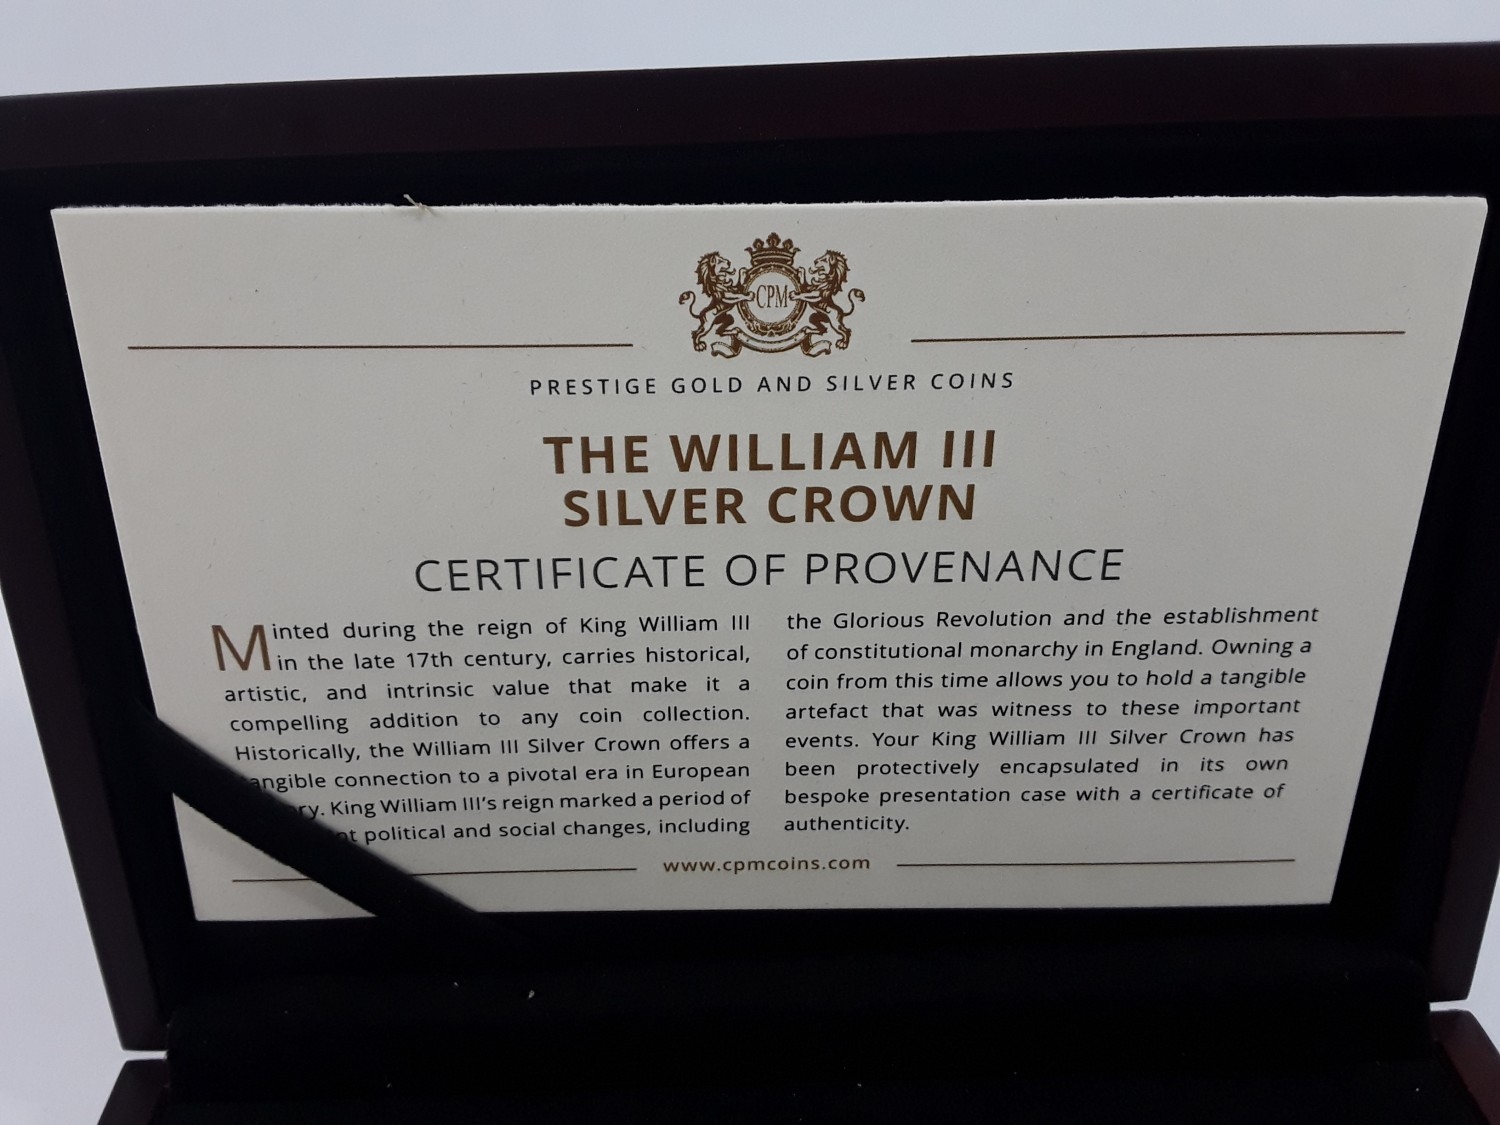 CPM
PRESTIGE GOLD AND SILVER COINS
THE WILLIAM III
SILVER CROWN
CERTIFICATE OF PROVENANCE
Minted during the reign of King William III
in the late 17th century, carries historical,
artistic, and intrinsic value that make it a
compelling addition to any coin collection.
Historically, the William III Silver Crown offers a
angible connection to a pivotal era in European
ry. King William III's reign marked a period of
political and social changes, including
the Glorious Revolution and the establishment
of constitutional monarchy in England. Owning a
coin from this time allows you to hold a tangible
artefact that was witness to these important
events. Your King William III Silver Crown has
been protectively encapsulated in its own
bespoke presentation case with a certificate of
authenticity.
www.cpmcoins.com